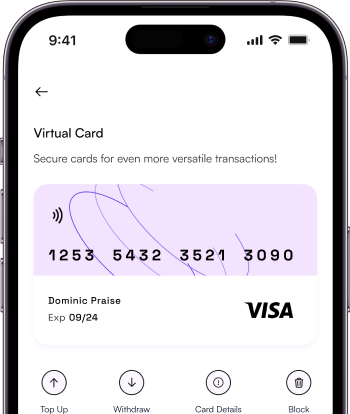 9:41
Virtual Card
Secure cards for even more versatile transactions!
1253 5432 3521 3090
Dominic Praise
Exp 09/24
VISA
Top Up Withdraw Card Details Block